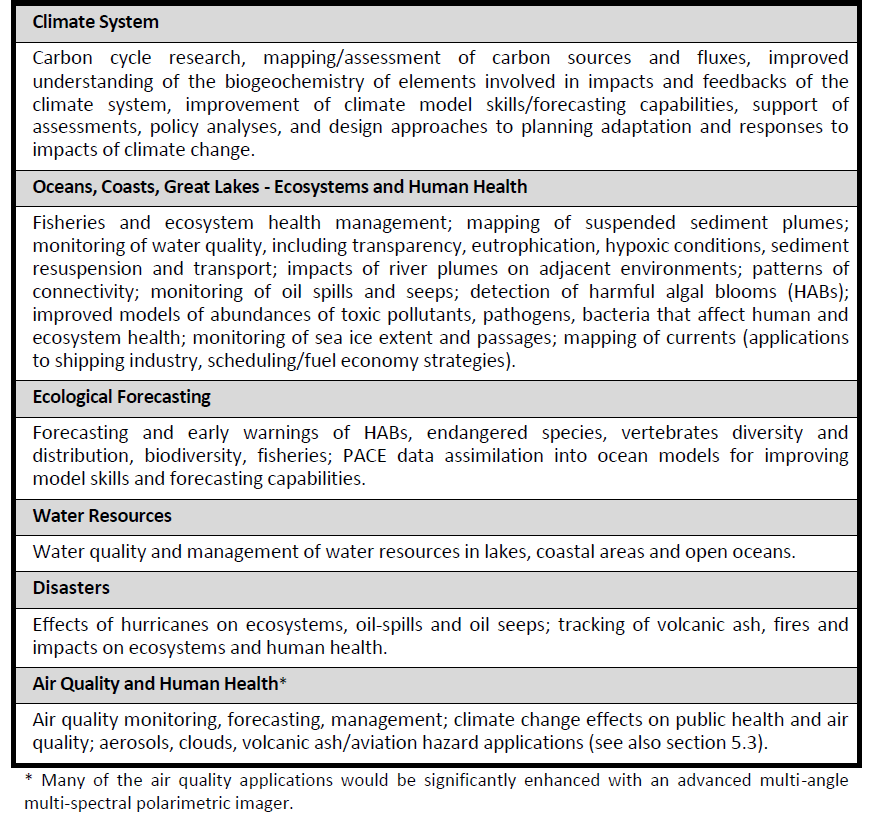 Climate System
Carbon cycle research, mapping/assessment of carbon sources and fluxes, improved
understanding of the biogeochemistry of elements involved in impacts and feedbacks of the
climate system, improvement of climate model skills/forecasting capabilities, support of
assessments, policy analyses, and design approaches to planning adaptation and responses to
impacts of climate change.
Oceans, Coasts, Great Lakes - Ecosystems and Human Health
Fisheries and ecosystem health management; mapping of suspended sediment plumes;
monitoring of water quality, including transparency, eutrophication, hypoxic conditions, sediment
resuspension and transport; impacts of river plumes on adjacent environments; patterns of
connectivity; monitoring of oil spills and seeps; detection of harmful algal blooms (HABs);
improved models of abundances of toxic pollutants, pathogens, bacteria that affect human and
ecosystem health; monitoring of sea ice extent and passages; mapping of currents (applications
to shipping industry, scheduling/fuel economy strategies).
Ecological Forecasting
Forecasting and early warnings of HABs, endangered species, vertebrates diversity and
distribution, biodiversity, fisheries; PACE data assimilation into ocean models for improving
model skills and forecasting capabilities.
Water Resources
Water quality and management of water resources in lakes, coastal areas and open oceans.
Disasters
Effects of hurricanes on ecosystems, oil-spills and oil seeps; tracking of volcanic ash, fires and
impacts on ecosystems and human health.
Air Quality and Human Health*
Air quality monitoring, forecasting, management; climate change effects on public health and air
quality; aerosols, clouds, volcanic ash/aviation hazard applications (see also section 5.3).
* Many of the air quality applications would be significantly enhanced with an advanced multi-angle
multi-spectral polarimetric imager.